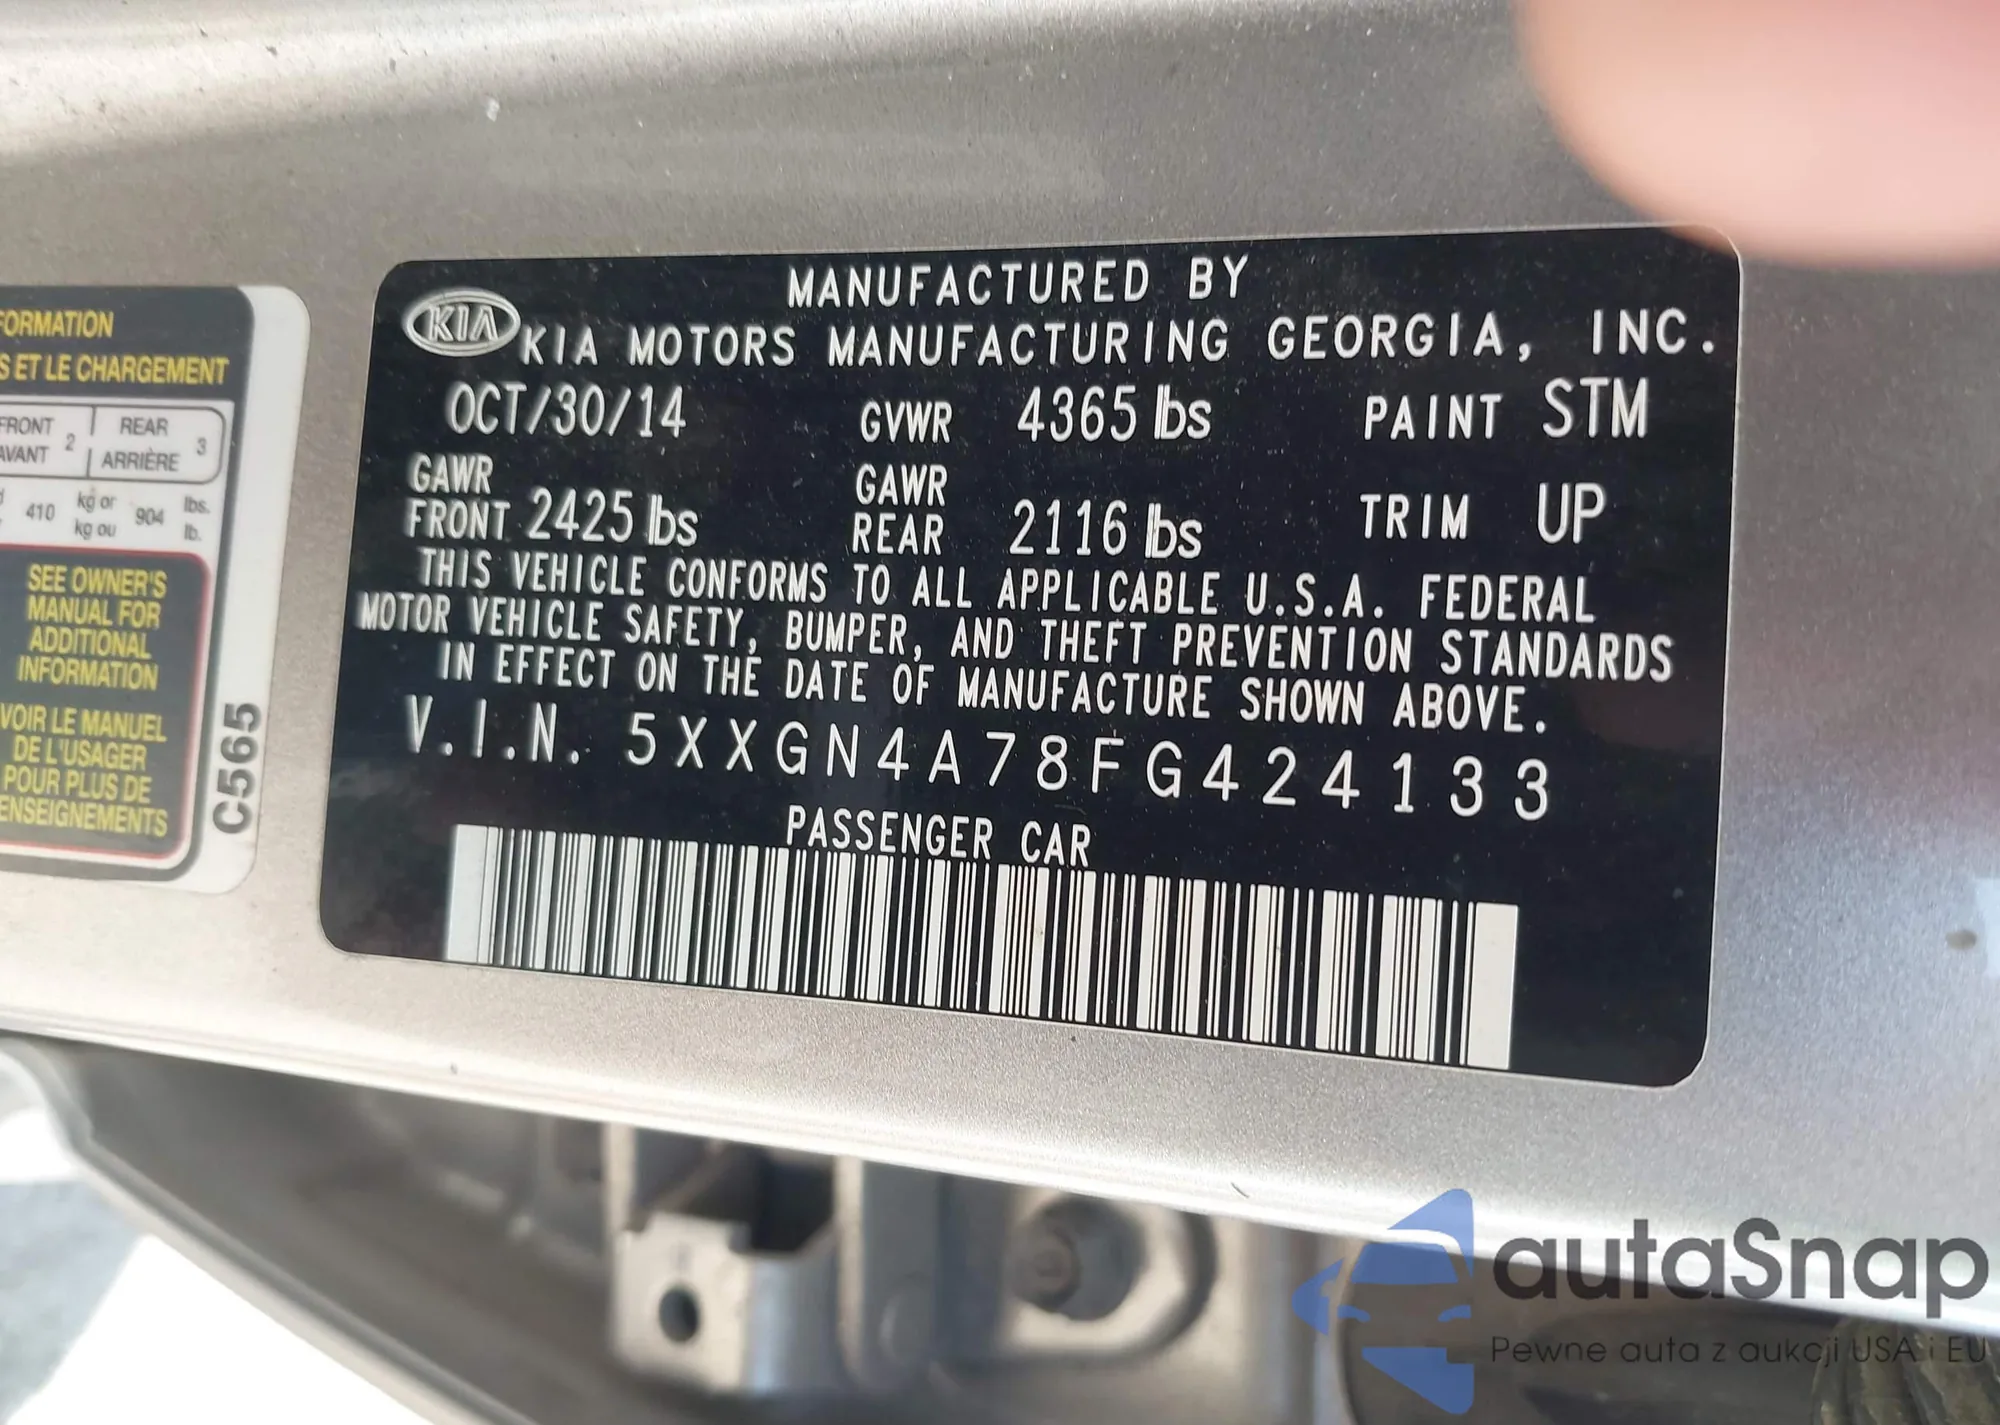 FORMATION
S ET LE CHARGEMENT
FRONT
AVANT 2
REAR
ARRIÈRE 3
410 kg or
kg ou 904 lbs.
lb.
SEE OWNER'S
MANUAL FOR
ADDITIONAL
INFORMATION
VOIR LE MANUEL
DE L'USAGER
POUR PLUS DE
ENSEIGNEMENTS
C565
KIA
MANUFACTURED BY
KIA MOTORS MANUFACTURING GEORGIA, INC.
OCT/30/14 GVWR 4365 lbs PAINT STM
GAWR
FRONT 2425 lbs
GAWR
REAR 2116 lbs
TRIM UP
THIS VEHICLE CONFORMS TO ALL APPLICABLE U.S.A. FEDERAL
MOTOR VEHICLE SAFETY, BUMPER, AND THEFT PREVENTION STANDARDS
IN EFFECT ON THE DATE OF MANUFACTURE SHOWN ABOVE.
V.I.N. 5XXGN4A78FG424133
PASSENGER CAR
autaSnap
Pewne auta z aukcji USA i EU